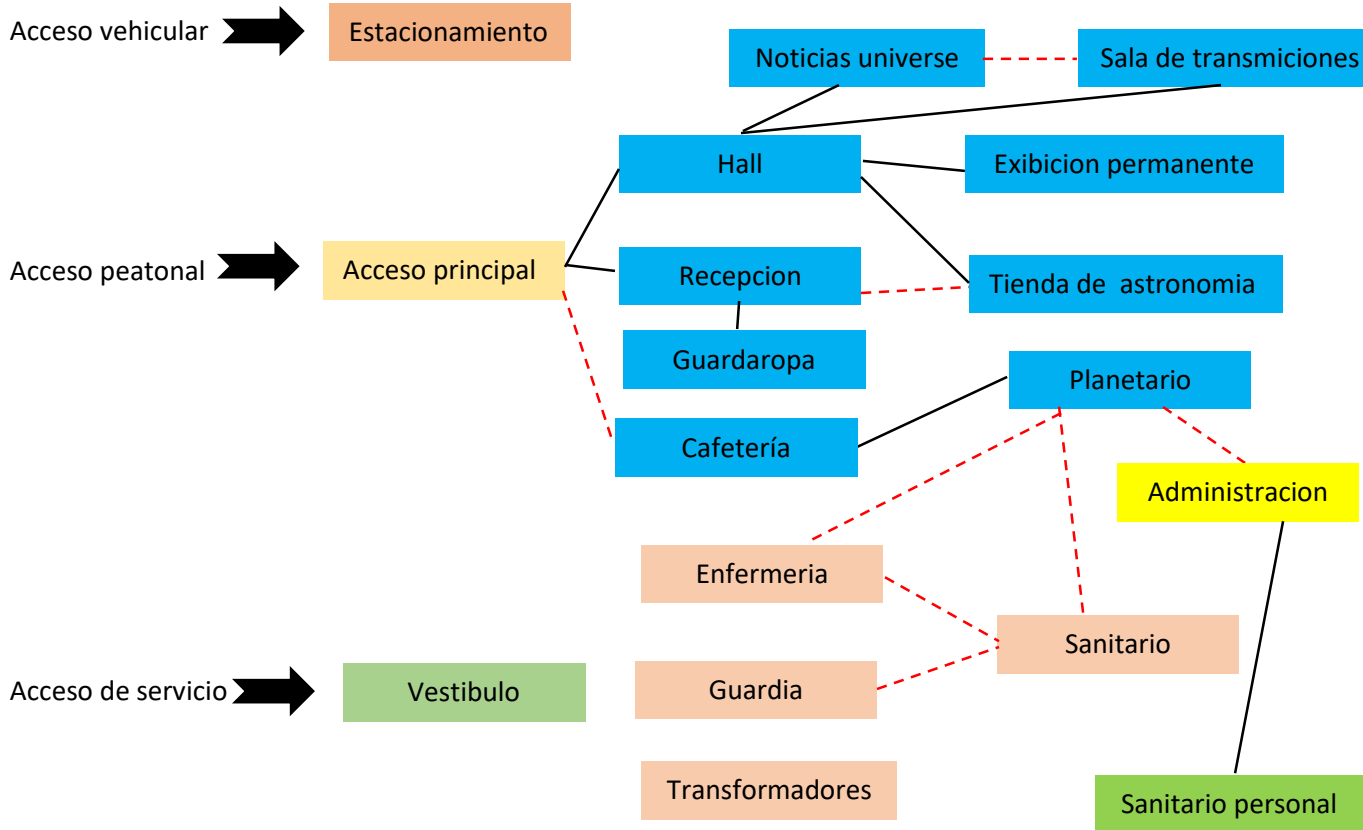 Acceso vehicular
Estacionamiento
Noticias universe
Sala de transmiciones
Hall
Exibicion permanente
Acceso peatonal
Acceso principal
Recepcion
Tienda de  astronomia
Guardaropa
Planetario
Cafetería
Administracion
Enfermeria
Sanitario
Acceso de servicio
Vestibulo
Guardia
Transformadores
Sanitario personal